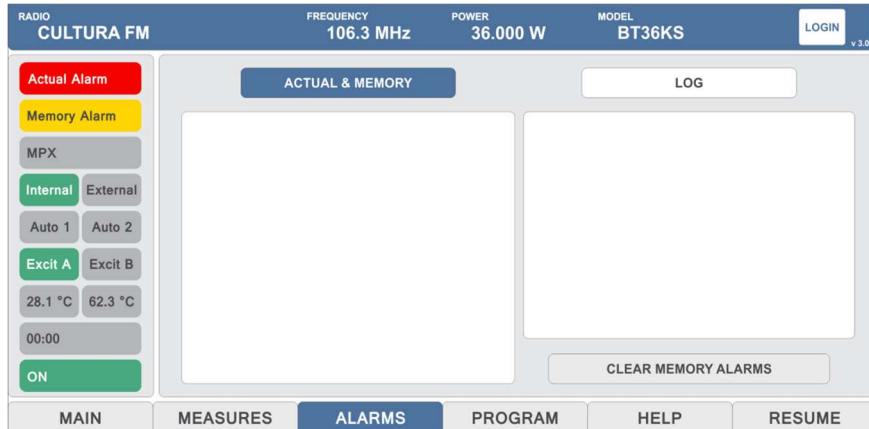 RADIO FREQUENCY POWER MODEL
CULTURA FM 106.3 MHz 36.000 W BT36KS LOGIN
v 3.0
Actual Alarm
ACTUAL & MEMORY LOG
Memory Alarm
MPX
Internal External
Auto 1 Auto 2
Excit A Excit B
28.1 °C 62.3 °C
00:00
CLEAR MEMORY ALARMS
ON
MAIN MEASURES ALARMS PROGRAM HELP RESUME